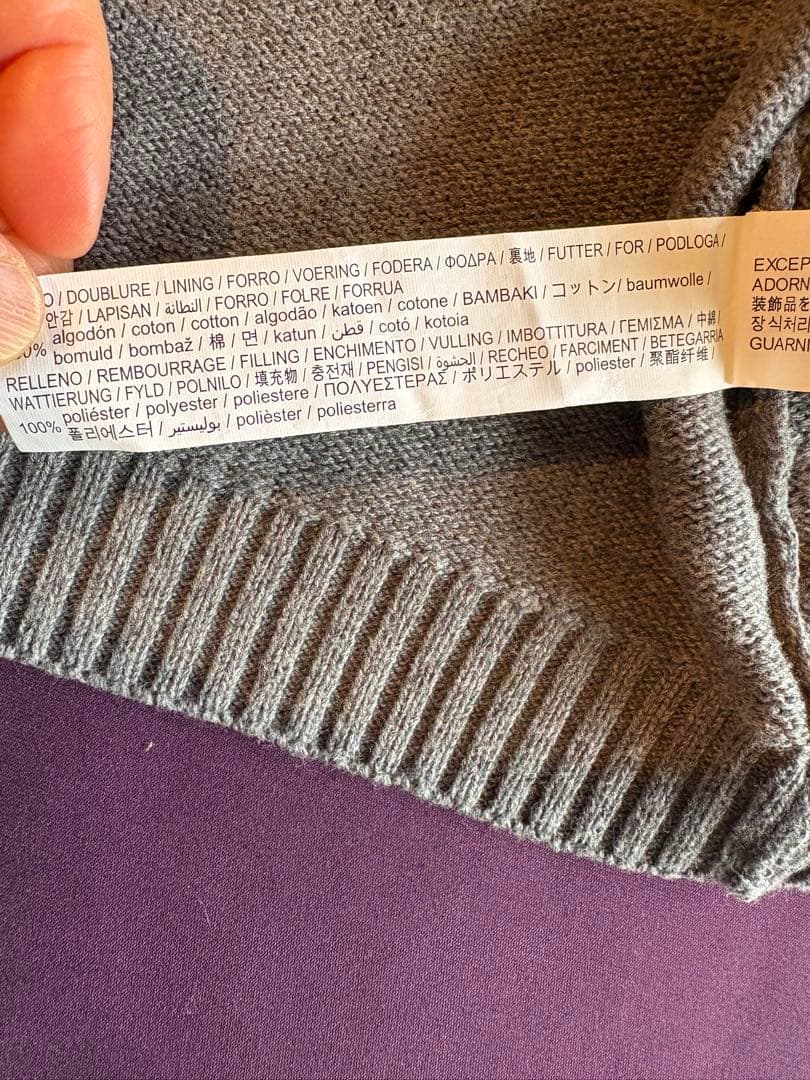 O / DOUBLURE / LINING / FORRO / VOERING / FODERA / ΦΟΔΡΑ / 裏地 / FUTTER / FOR / PODLOGA /
안감 / LAPISAN / البطانة / FORRO / FOLRE / FORRUA
algodón / coton / cotton / algodão / katoen / cotone / BAMBAKI / コットン / baumwolle /
0% bomuld / bombaž / 棉 / 면 / katun / قطن / cotó / kotoia
RELLENO / REMBOURRAGE / FILLING / ENCHIMENTO / VULLING / IMBOTTITURA / ΓΕΜΙΣΜΑ / 中綿 /
WATTIERUNG / FYLD / POLNILO / 填充物 / 충전재 / PENGISI / الحشوة / RECHEO / FARCIMENT / BETEGARRIA
poliéster / polyester / poliestere / ΠΟΛΥΕΣΤΕΡΑΣ / ポリエステル / poliester / 聚酯纤维 /
100% 폴리에스터 / بوليستير / polièster / poliesterra
EXCEP
ADORN
装飾品を
장식처리
GUARNI